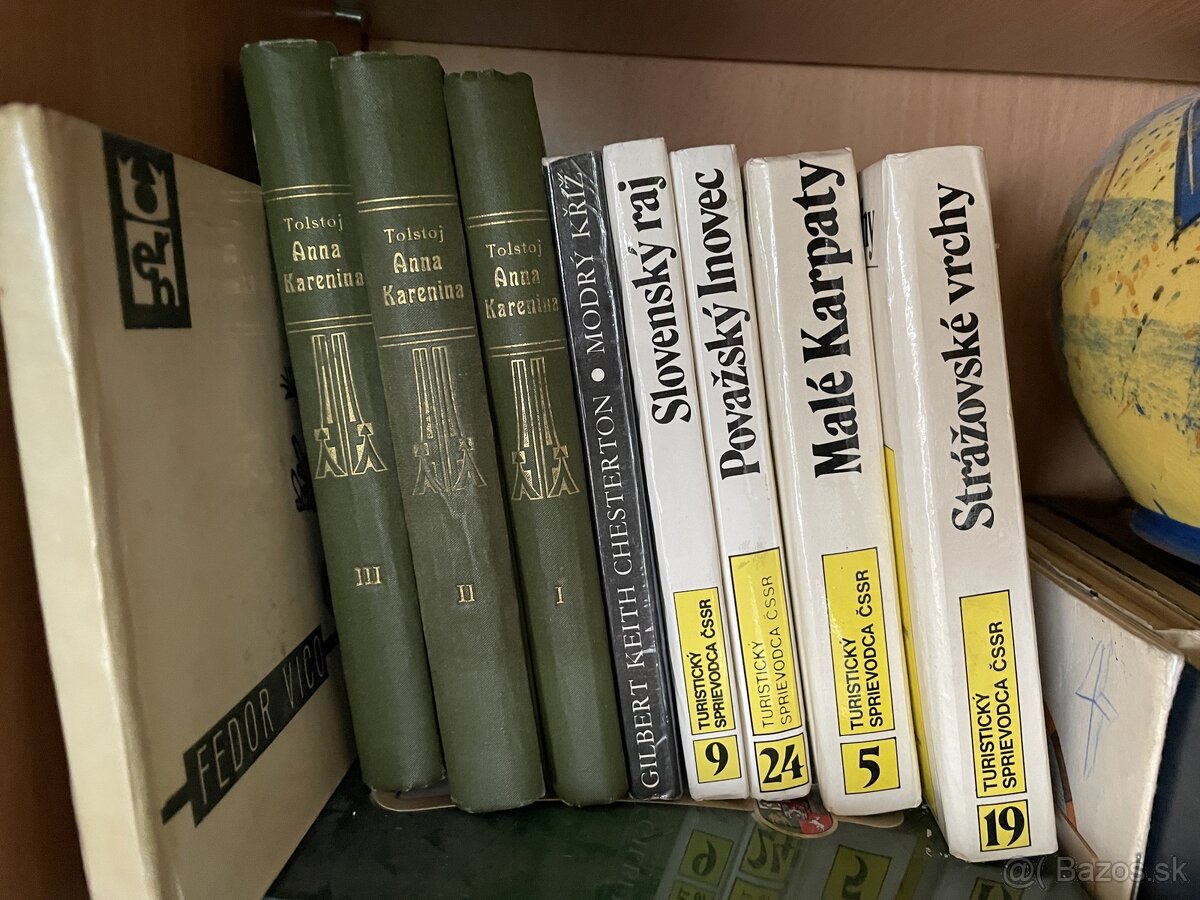 FEDOR VICO
Tolstoj
Anna
Karenina
III
Tolstoj
Anna
Karenina
II
Tolstoj
Anna
Karenina
I
GILBERT KEITH CHESTERTON • MODRÝ KŘÍŽ
Slovenský raj
TURISTICKÝ
SPRIEVODCA ČSSR
9
Považský Inovec
TURISTICKÝ
SPRIEVODCA ČSSR
24
Malé Karpaty
TURISTICKÝ
SPRIEVODCA ČSSR
5
Strážovské vrchy
TURISTICKÝ
SPRIEVODCA ČSSR
19
Bazoš.sk